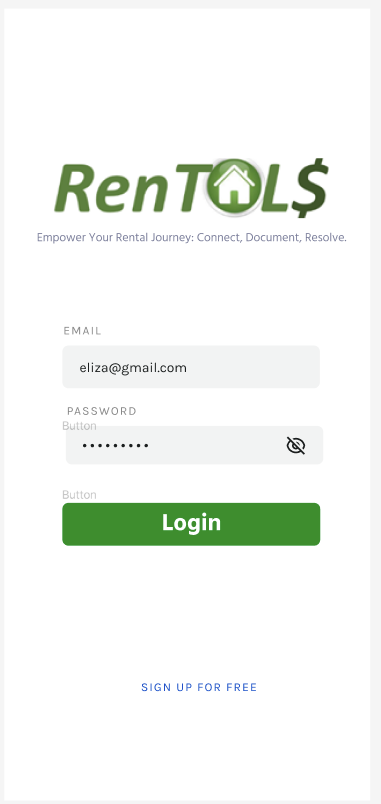 RenTOL$
Empower Your Rental Journey: Connect, Document, Resolve.
EMAIL
eliza@gmail.com
PASSWORD
Button
•••••••••
Button
Login
SIGN UP FOR FREE